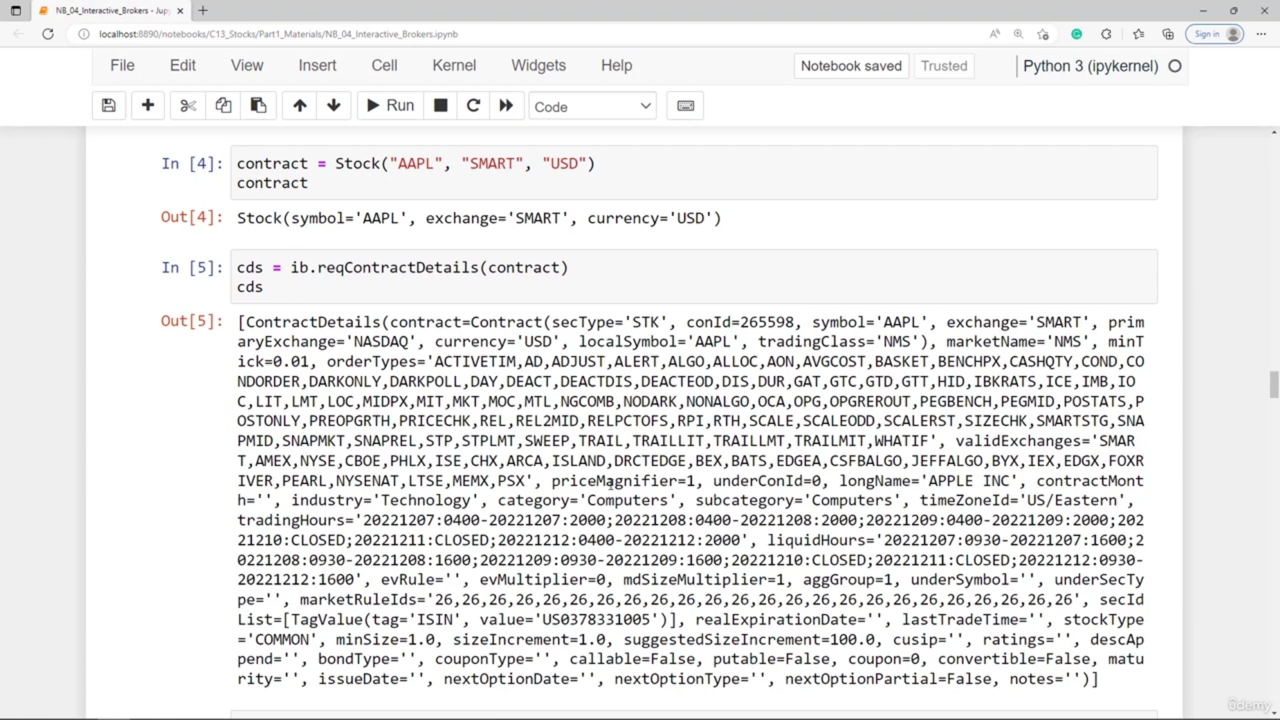 NB_04_Interactive_Brokers - Jup
localhost:8890/notebooks/C13_Stocks/Part1_Materials/NB_04_Interactive_Brokers.ipynb
Sign in
File Edit View Insert Cell Kernel Widgets Help
Notebook saved Trusted Python 3 (ipykernel)
Run Code
In [4]: contract = Stock("AAPL", "SMART", "USD")
contract
Out[4]: Stock(symbol='AAPL', exchange='SMART', currency='USD')
In [5]: cds = ib.reqContractDetails(contract)
cds
Out[5]: [ContractDetails(contract=Contract(secType='STK', conId=265598, symbol='AAPL', exchange='SMART', prim
aryExchange='NASDAQ', currency='USD', localSymbol='AAPL', tradingClass='NMS'), marketName='NMS', minT
ick=0.01, orderTypes='ACTIVETIM,AD,ADJUST,ALERT,ALGO,ALLOC,AON,AVGCOST,BASKET,BENCHPX,CASHQTY,COND,CO
NDORDER,DARKONLY,DARKPOLL,DAY,DEACT,DEACTDIS,DEACTEOD,DIS,DUR,GAT,GTC,GTD,GTT,HID,IBKRATS,ICE,IMB,IO
C,LIT,LMT,LOC,MIDPX,MIT,MKT,MOC,MTL,NGCOMB,NODARK,NONALGO,OCA,OPG,OPGREROUT,PEGBENCH,PEGMID,POSTATS,P
OSTONLY,PREOPGRTH,PRICECHK,REL,REL2MID,RELPCTOFS,RPI,RTH,SCALE,SCALEODD,SCALERST,SIZECHK,SMARTSTG,SNA
PMID,SNAPMKT,SNAPREL,STP,STPLMT,SWEEP,TRAIL,TRAILLIT,TRAILLMT,TRAILMIT,WHATIF', validExchanges='SMAR
T,AMEX,NYSE,CBOE,PHLX,ISE,CHX,ARCA,ISLAND,DRCTEDGE,BEX,BATS,EDGEA,CSFBALGO,JEFFALGO,BYX,IEX,EDGX,FOXR
IVER,PEARL,NYSENAT,LTSE,MEMX,PSX', priceMagnifier=1, underConId=0, longName='APPLE INC', contractMont
h='', industry='Technology', category='Computers', subcategory='Computers', timeZoneId='US/Eastern',
tradingHours='20221207:0400-20221207:2000;20221208:0400-20221208:2000;20221209:0400-20221209:2000;202
21210:CLOSED;20221211:CLOSED;20221212:0400-20221212:2000', liquidHours='20221207:0930-20221207:1600;2
0221208:0930-20221208:1600;20221209:0930-20221209:1600;20221210:CLOSED;20221211:CLOSED;20221212:0930-
20221212:1600', evRule='', evMultiplier=0, mdSizeMultiplier=1, aggGroup=1, underSymbol='', underSecTy
pe='', marketRuleIds='26,26,26,26,26,26,26,26,26,26,26,26,26,26,26,26,26,26,26,26,26,26,26,26', secId
List=[TagValue(tag='ISIN', value='US0378331005')], realExpirationDate='', lastTradeTime='', stockType
='COMMON', minSize=1.0, sizeIncrement=1.0, suggestedSizeIncrement=100.0, cusip='', ratings='', descAp
pend='', bondType='', couponType='', callable=False, putable=False, coupon=0, convertible=False, matu
rity='', issueDate='', nextOptionDate='', nextOptionType='', nextOptionPartial=False, notes='')]
ûdemy